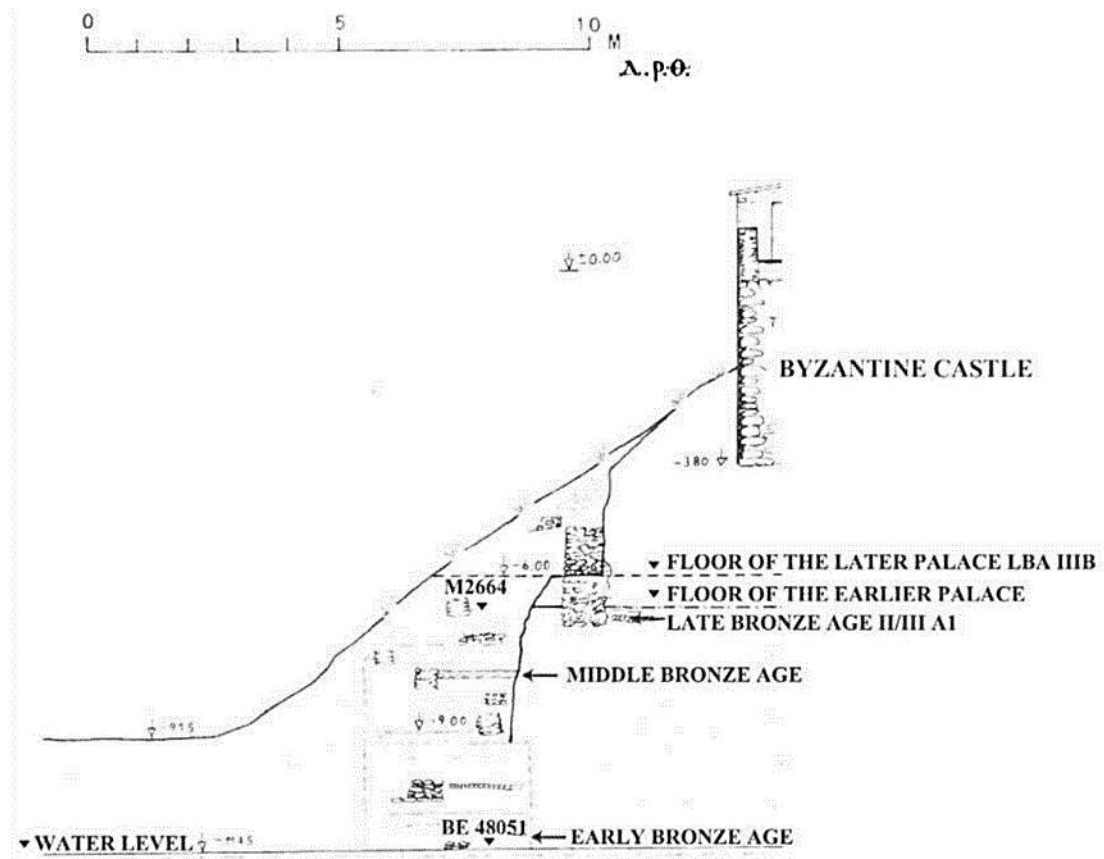 0 5 10
M
±0.00
BYZANTINE CASTLE
-380
-6.00
FLOOR OF THE LATER PALACE LBA IIIB
M2664
FLOOR OF THE EARLIER PALACE
LATE BRONZE AGE II/III A1
MIDDLE BRONZE AGE
-9.00
-915
BE 48051
EARLY BRONZE AGE
WATER LEVEL
-1145